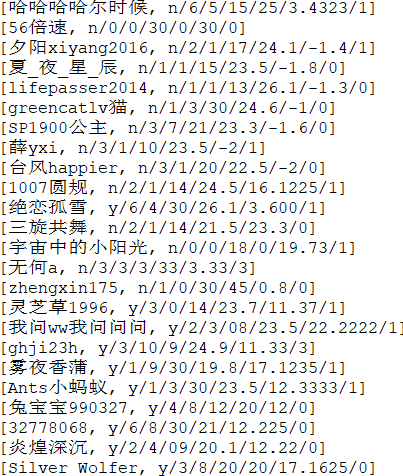 [哈哈哈哈尔时候, n/6/5/15/25/3.4323/1]
[56倍速, n/0/0/30/0/30/0]
[夕阳xiyang2016, n/2/1/17/24.1/-1.4/1]
[夏_夜_星_辰, n/1/1/15/23.5/-1.8/0]
[lifepasser2014, n/1/1/13/26.1/-1.3/0]
[greencatlv猫, n/1/3/30/24.6/-1/0]
[SP1900公主, n/3/7/21/23.3/-1.6/0]
[薛yxi, n/3/1/10/23.5/-2/1]
[台风happier, n/3/1/20/22.5/-2/0]
[1007圆规, n/2/1/14/24.5/16.1225/1]
[绝恋孤雪, y/6/4/30/26.1/3.600/1]
[三旋共舞, n/2/1/14/21.5/23.3/0]
[宇宙中的小阳光, n/0/0/18/0/19.73/1]
[无何a, n/3/3/3/33/3.33/3]
[zhengxin175, n/1/0/30/45/0.8/0]
[灵芝草1996, y/3/0/14/23.7/11.37/1]
[我问ww我问问问, y/2/3/08/23.5/22.2222/1]
[ghji23h, y/3/10/9/24.9/11.33/3]
[雾夜香蒲, y/1/9/30/19.8/17.1235/1]
[Ants小蚂蚁, y/1/3/30/23.5/12.3333/1]
[兔宝宝990327, y/4/8/12/20/12/0]
[32778068, y/6/8/30/21/12.225/0]
[炎煌深沉, y/2/4/09/20.1/12.22/0]
[Silver Wolfer, y/3/8/20/20/17.1625/0]